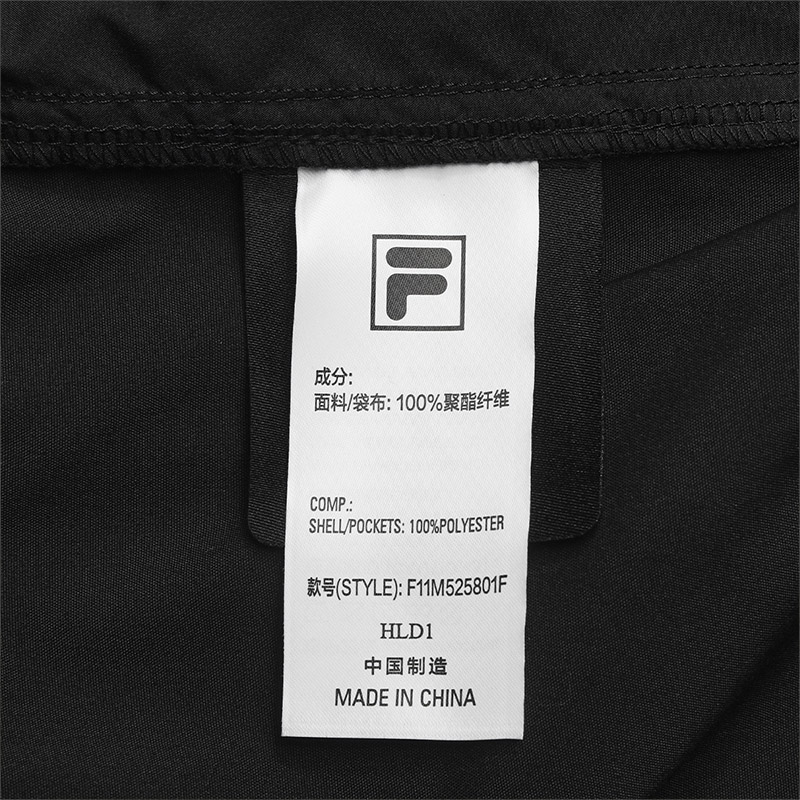 成分:
面料/袋布: 100%聚酯纤维
COMP.:
SHELL/POCKETS: 100%POLYESTER
款号(STYLE): F11M525801F
HLD1
中国制造
MADE IN CHINA